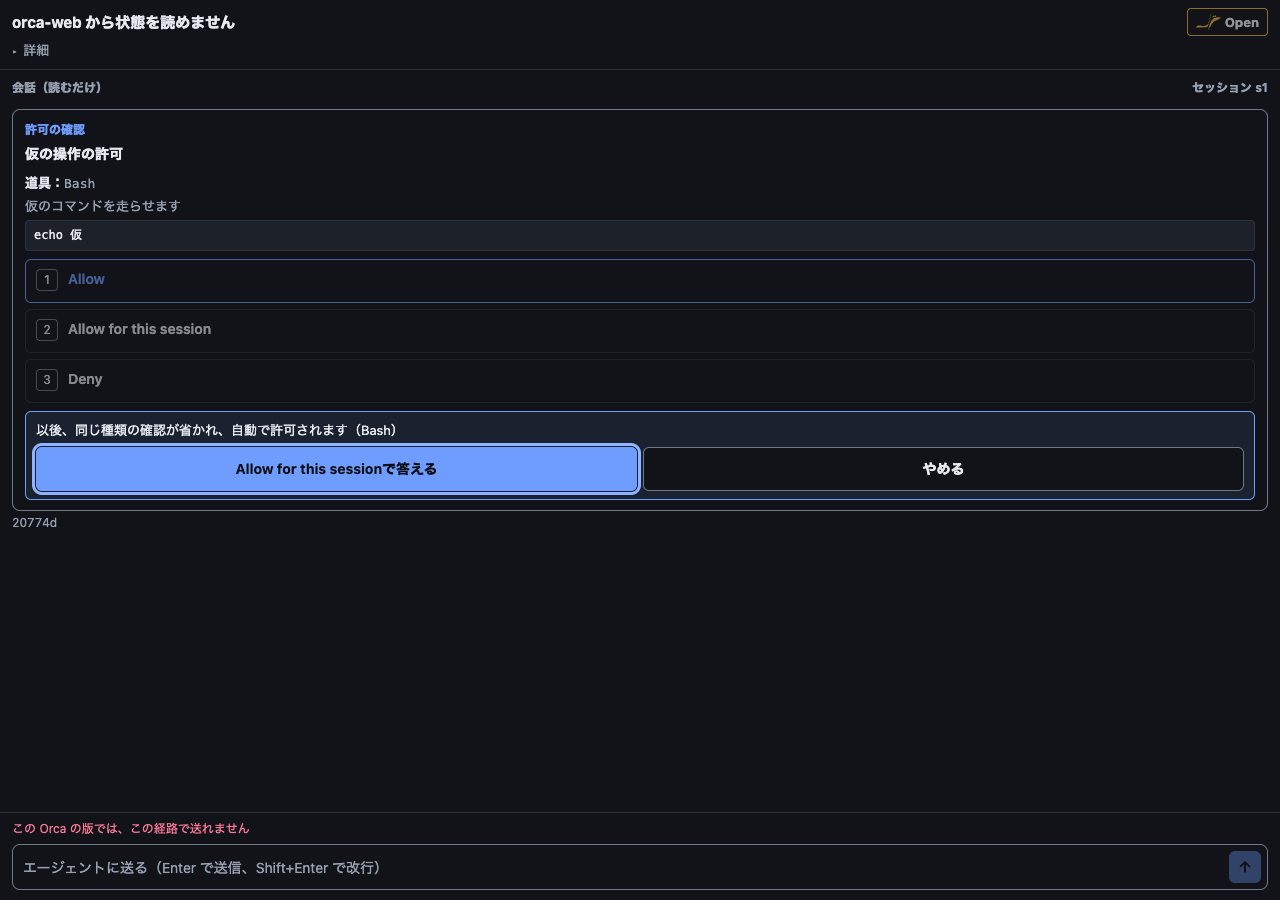 orca-web から状態を読めません
Open
詳細
会話（読むだけ）
セッション s1
許可の確認
仮の操作の許可
道具：Bash
仮のコマンドを走らせます
echo 仮
1 Allow
2 Allow for this session
3 Deny
以後、同じ種類の確認が省かれ、自動で許可されます（Bash）
Allow for this sessionで答える
やめる
20774d
この Orca の版では、この経路で送れません
エージェントに送る（Enter で送信、Shift+Enter で改行）